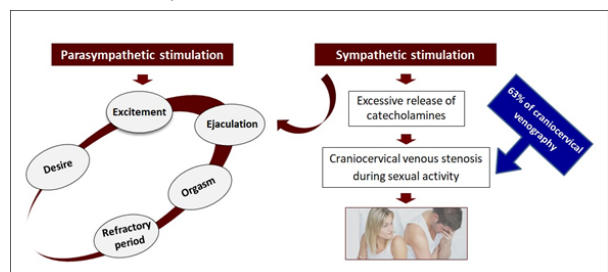 Parasympathetic stimulation
Sympathetic stimulation
Excitement
Ejaculation
Desire
Orgasm
Refractory
period
Excessive release of
catecholamines
Craniocervical venous stenosis
during sexual activity
63% of craniocervical
venography